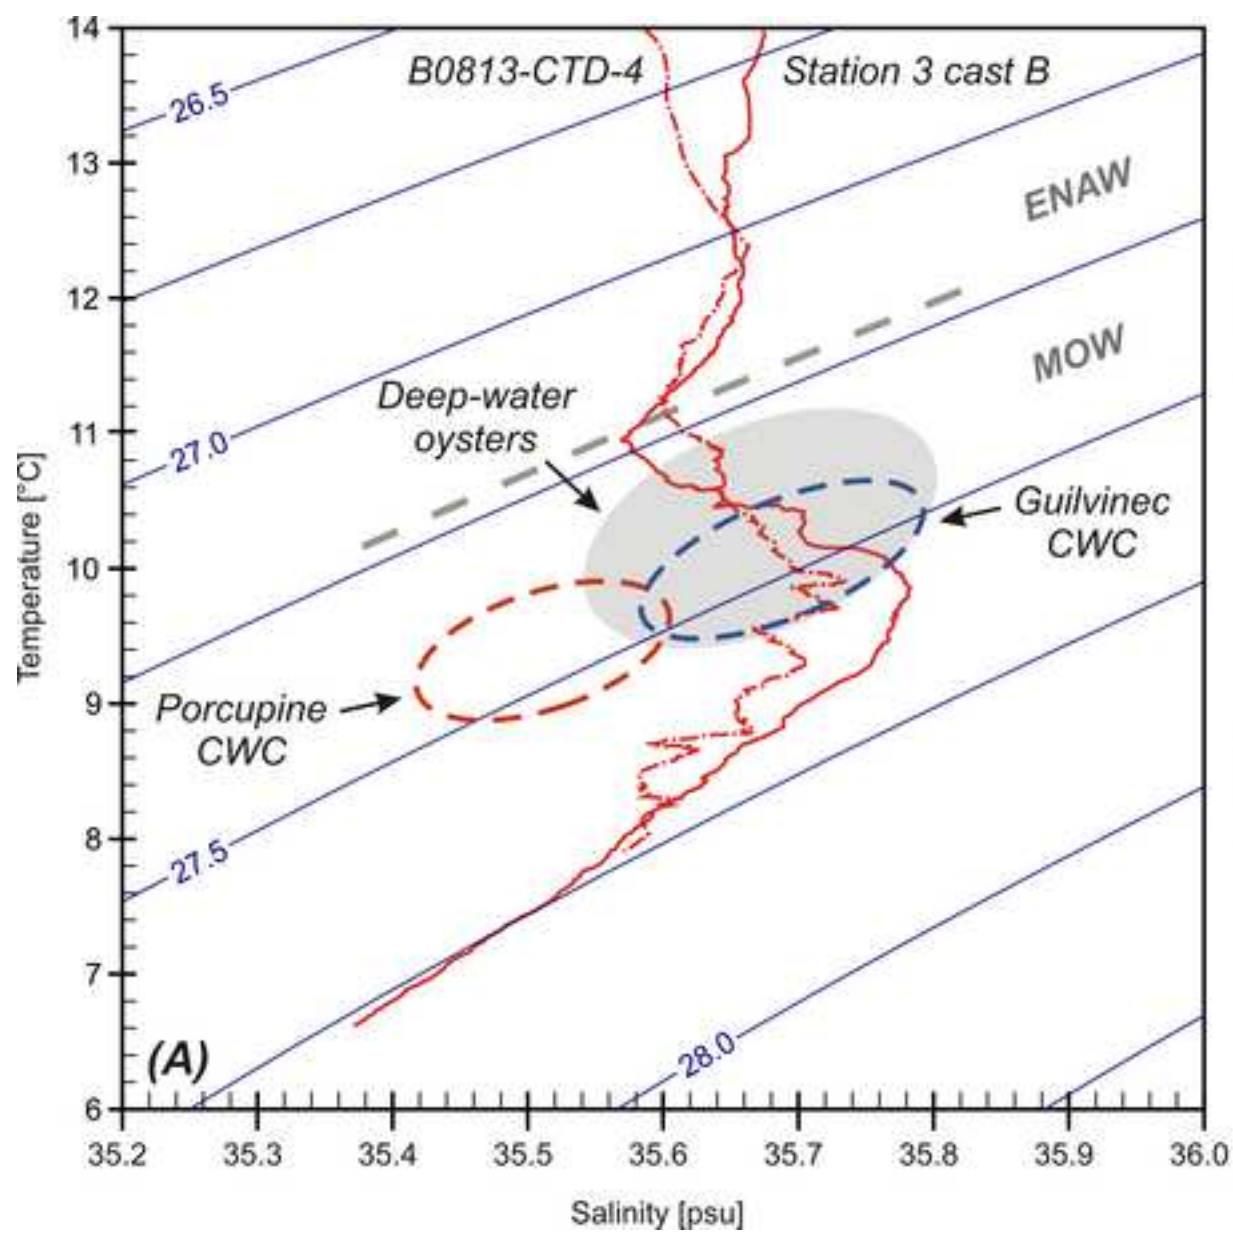 14
B0813-CTD-4
Station 3 cast B
26.5
13
ENAW
12
MOW
Deep-water
oysters
11
27.0
Guilvinec
CWC
10
Temperature [°C]
9
Porcupine
CWC
8
27.5
7
28.0
(A)
6
35.2 35.3 35.4 35.5 35.6 35.7 35.8 35.9 36.0
Salinity [psu]